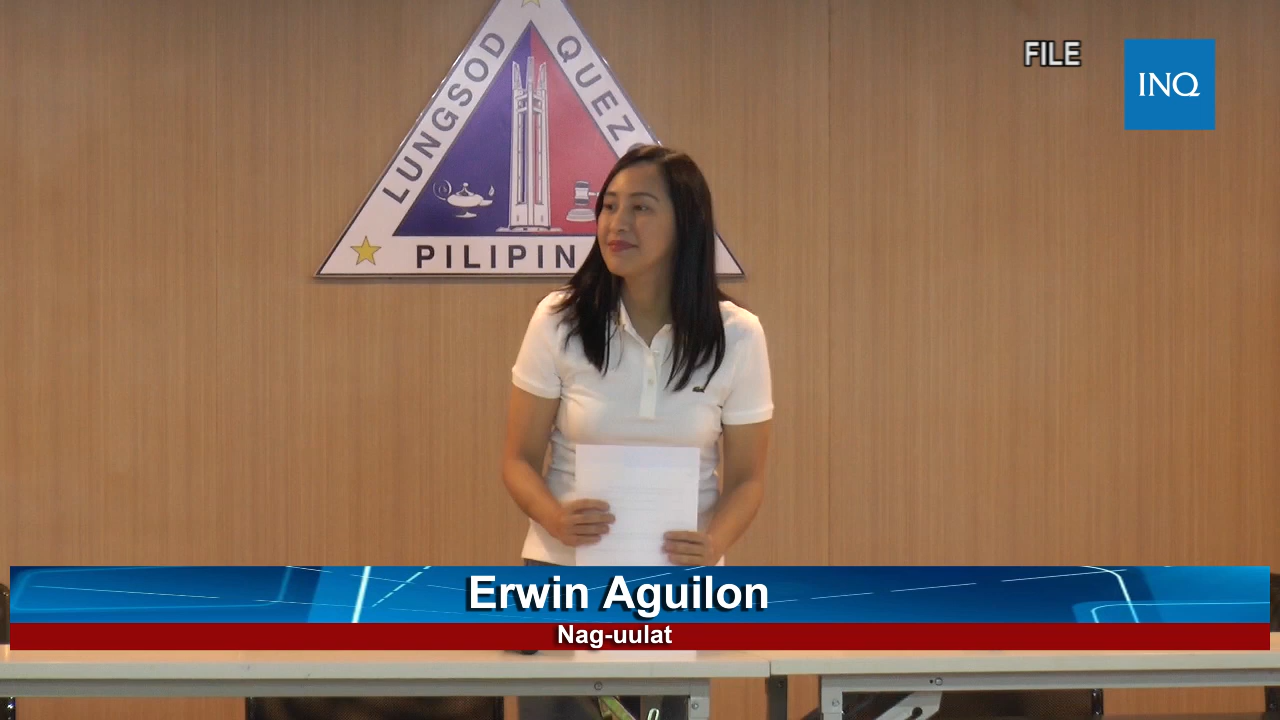 FILE
INQ
LUNGSOD
QUEZ
PILIPIN
Erwin Aguilon
Nag-uulat